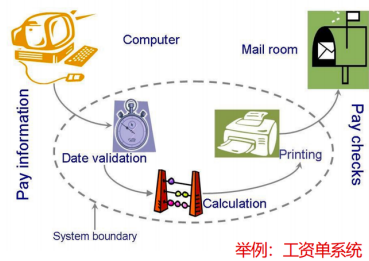 Computer
Mail room
Pay information
Pay checks
Date validation
Printing
Calculation
System boundary
举例：工资单系统